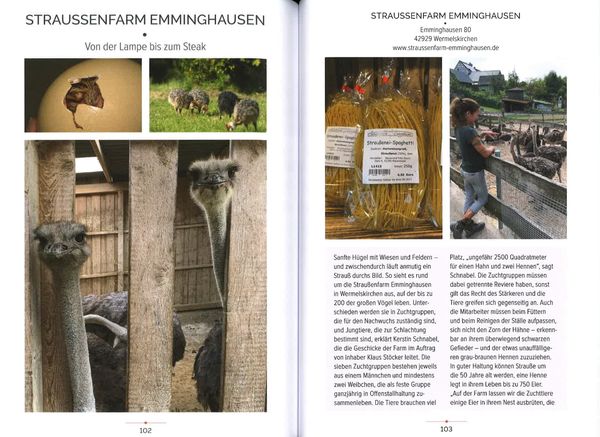 STRAUSSENFARM EMMINGHAUSEN
Von der Lampe bis zum Steak
102
STRAUSSENFARM EMMINGHAUSEN
Emminghausen 80
42929 Wermelskirchen
www.straussenfarm-emminghausen.de
Straußenei-Spaghetti
250g
Sanfte Hügel mit Wiesen und Feldern –
und zwischendurch läuft anmutig ein
Strauß durchs Bild. So sieht es rund
um die Straußenfarm Emminghausen
in Wermelskirchen aus, auf der bis zu
200 der großen Vögel leben. Unter-
schieden werden sie in Zuchtgruppen,
die für den Nachwuchs zuständig sind,
und Jungtiere, die zur Schlachtung
bestimmt sind, erklärt Kerstin Schnabel,
die die Geschicke der Farm im Auftrag
von Inhaber Klaus Stöcker leitet. Die
sieben Zuchtgruppen bestehen jeweils
aus einem Männchen und mindestens
zwei Weibchen, die als feste Gruppe
ganzjährig in Offenstallhaltung zu-
sammenleben. Die Tiere brauchen viel
Platz, „ungefähr 2500 Quadratmeter
für einen Hahn und zwei Hennen“, sagt
Schnabel. Die Zuchtgruppen müssen
dabei getrennte Reviere haben, sonst
gilt das Recht des Stärkeren und die
Tiere greifen sich gegenseitig an. Auch
die Mitarbeiter müssen beim Füttern
und beim Reinigen der Ställe aufpassen,
sich nicht den Zorn der Hähne – erkenn-
bar an ihrem überwiegend schwarzen
Gefieder – und der etwas unauffällige-
ren grau-braunen Hennen zuzuziehen.
In guter Haltung können Strauße um
die 50 Jahre alt werden, eine Henne
legt in ihrem Leben bis zu 750 Eier.
„Auf der Farm lassen wir die Zuchttiere
einige Eier in ihrem Nest ausbrüten, die
103